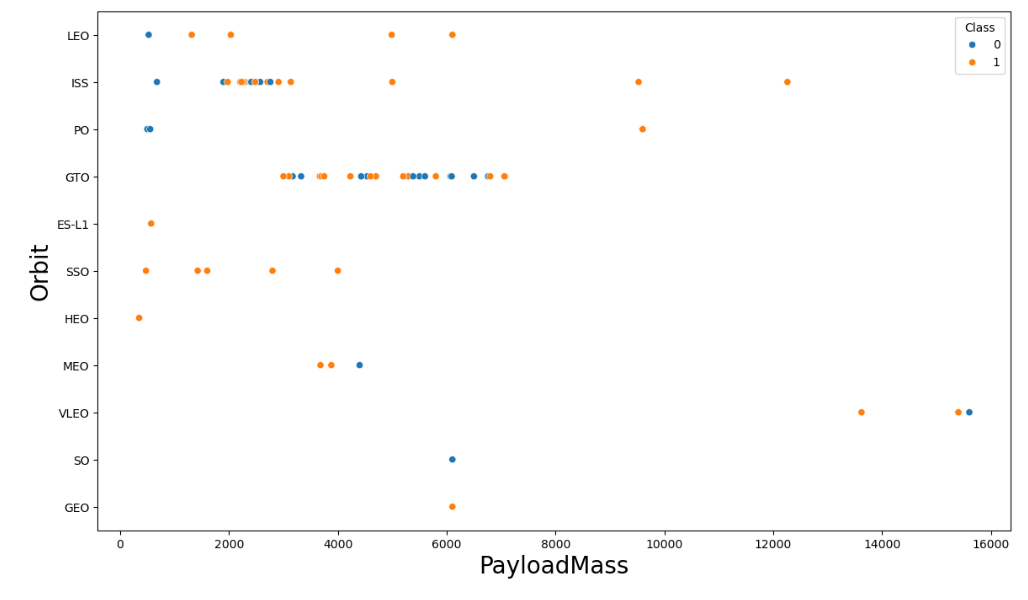 Class
0
1
LEO
ISS
PO
GTO
ES-L1
SSO
HEO
MEO
VLEO
SO
GEO
Orbit
0 2000 4000 6000 8000 10000 12000 14000 16000
PayloadMass